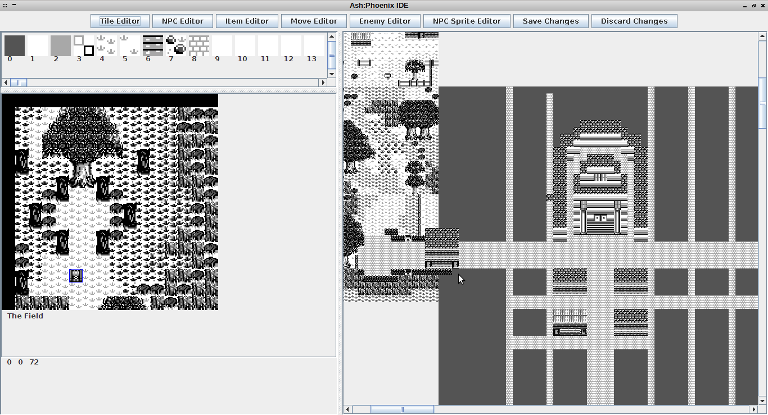 Ash:Phoenix IDE
Tile Editor NPC Editor Item Editor Move Editor Enemy Editor NPC Sprite Editor Save Changes Discard Changes
0 1 2 3 4 5 6 7 8 9 10 11 12 13
The Field
0 0 72